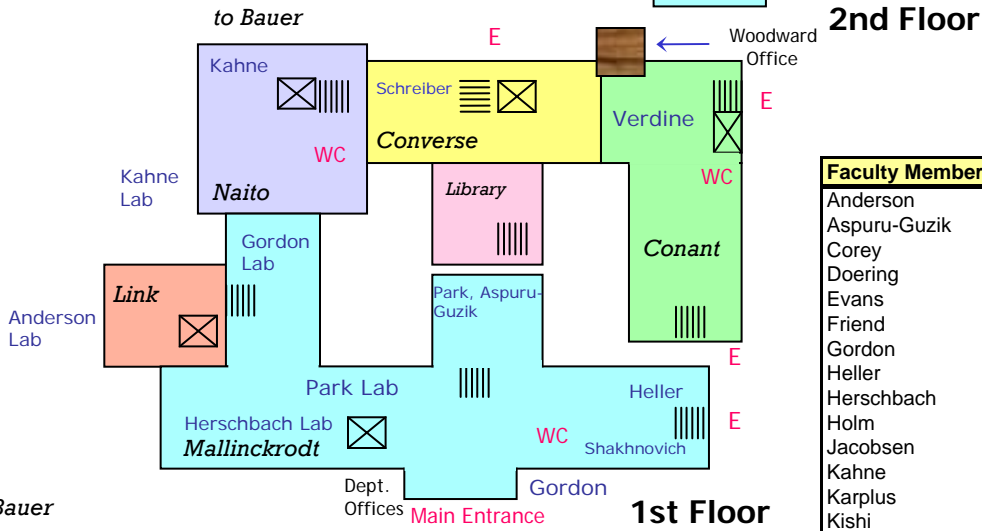 to Bauer
2nd Floor
E
Woodward
Office
Kahne
Schreiber
E
Verdine
Converse
WC
WC
Kahne
Lab
Naito
Library
Faculty Member
Anderson
Aspuru-Guzik
Corey
Doering
Evans
Friend
Gordon
Heller
Herschbach
Holm
Jacobsen
Kahne
Karplus
Kishi
Gordon
Lab
Conant
Link
Park, Aspuru-
Guzik
Anderson
Lab
E
Park Lab
Heller
Herschbach Lab
E
Mallinckrodt
WC
Shakhnovich
Dept.
Offices
Gordon
Main Entrance
1st Floor
Bauer